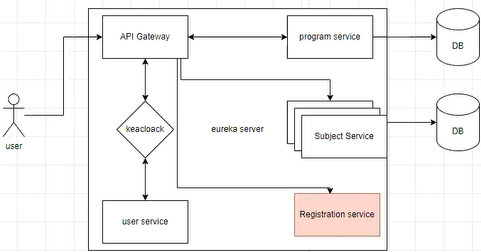 API Gateway
program service
DB
keacloack
eureka server
Subject Service
DB
user
user service
Registration service